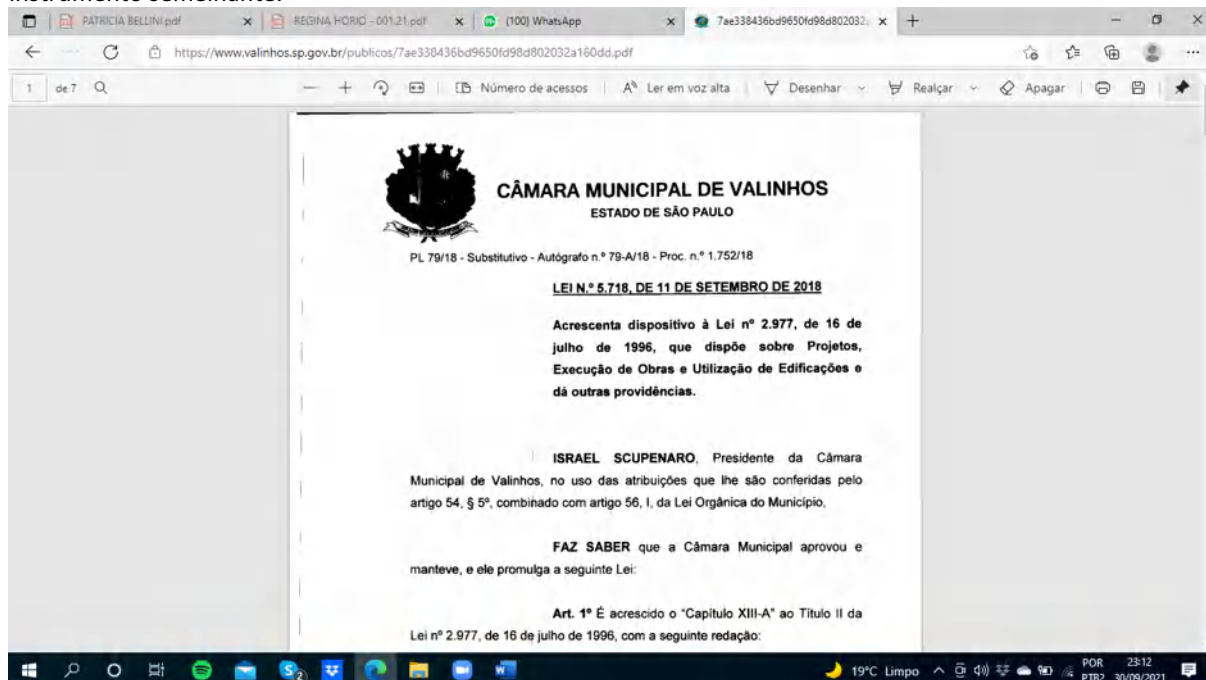 instrumento semelhante.
PATRICIA BELLINI.pdf
REGINA HORIO - 001.21.pdf
(100) WhatsApp
7ae338436bd9650fd98d802032
https://www.valinhos.sp.gov.br/publicos/7ae338436bd9650fd98d802032a160dd.pdf
1 de 7
Número de acessos
Ler em voz alta
Desenhar
Realçar
Apagar
CÂMARA MUNICIPAL DE VALINHOS
ESTADO DE SÃO PAULO
PL 79/18 - Substitutivo - Autógrafo n.º 79-A/18 - Proc. n.º 1.752/18
LEI N.º 5.718, DE 11 DE SETEMBRO DE 2018
Acrescenta dispositivo à Lei nº 2.977, de 16 de
julho de 1996, que dispõe sobre Projetos,
Execução de Obras e Utilização de Edificações e
dá outras providências.
ISRAEL SCUPENARO, Presidente da Câmara
Municipal de Valinhos, no uso das atribuições que lhe são conferidas pelo
artigo 54, § 5º, combinado com artigo 56, I, da Lei Orgânica do Município,
FAZ SABER que a Câmara Municipal aprovou e
manteve, e ele promulga a seguinte Lei:
Art. 1º É acrescido o "Capítulo XIII-A" ao Título II da
Lei nº 2.977, de 16 de julho de 1996, com a seguinte redação:
19°C Limpo
POR
PTB2
23:12
30/09/2021